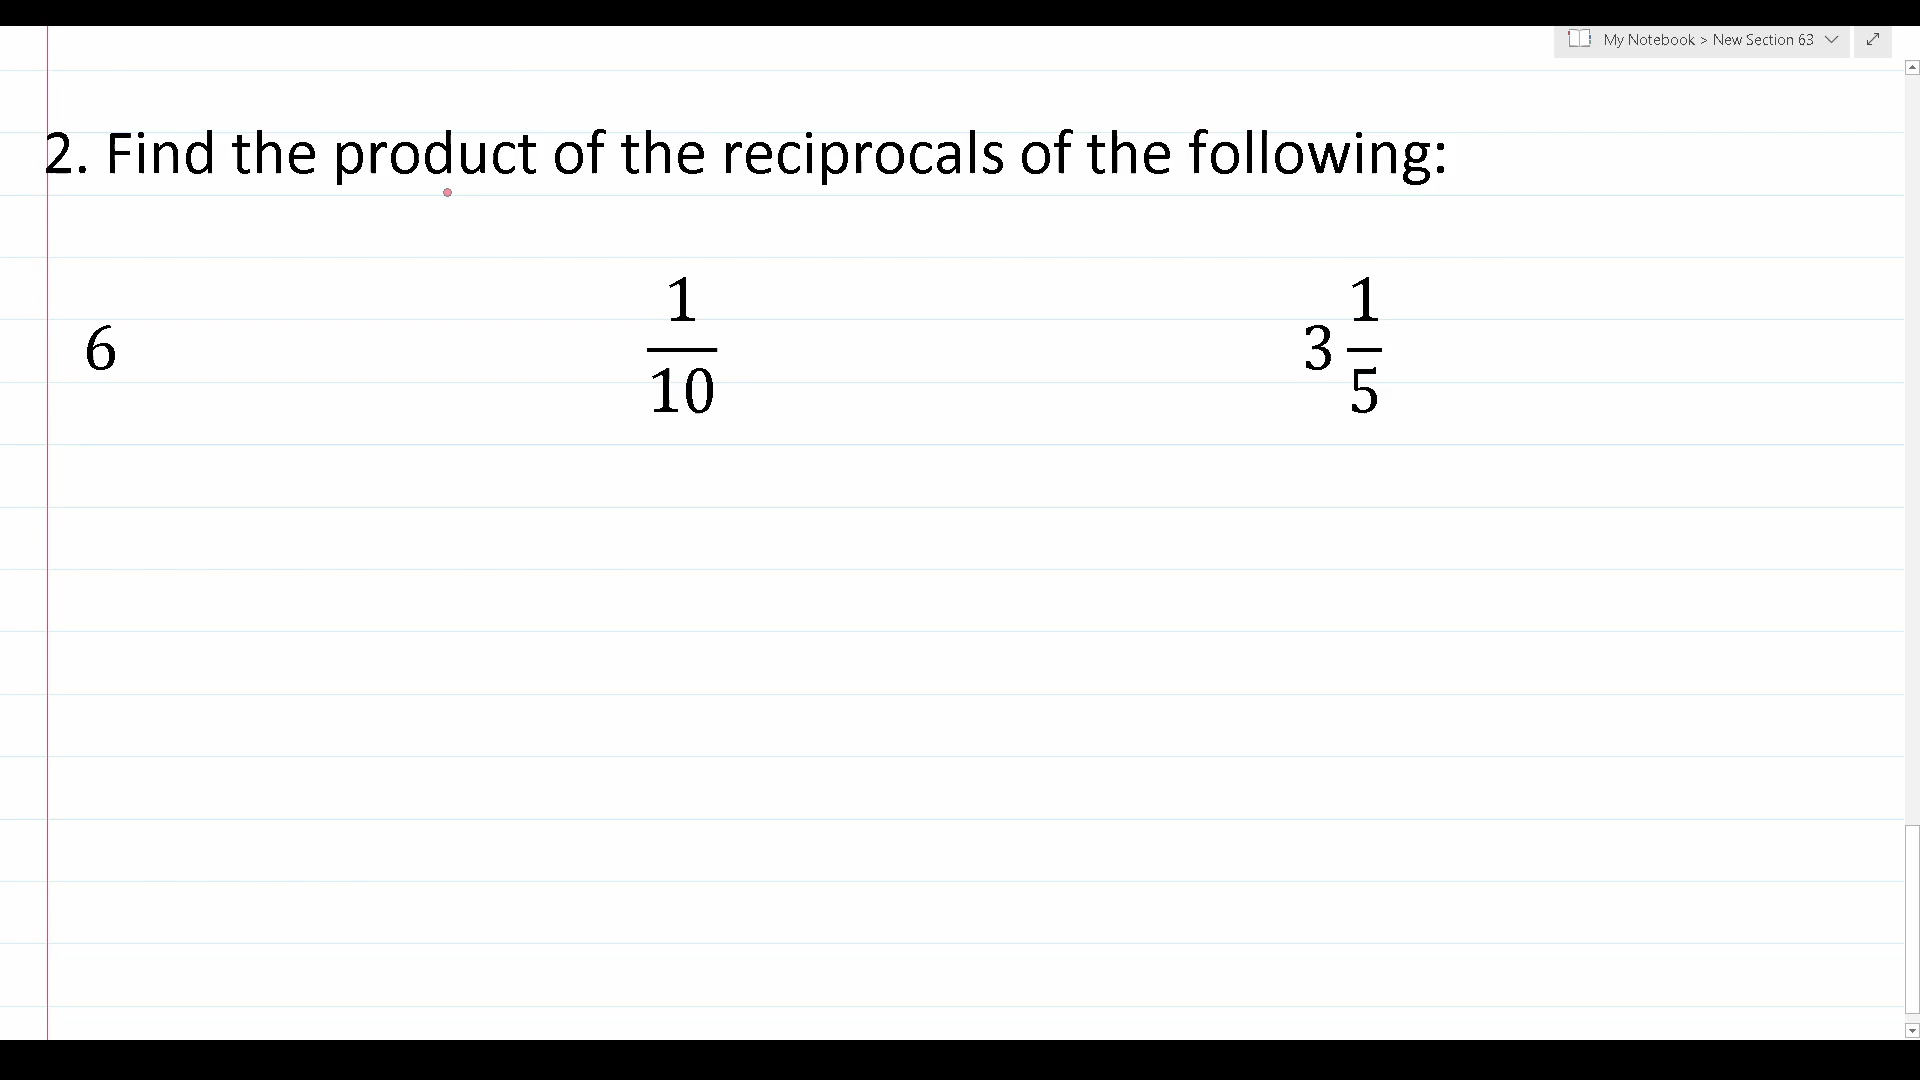 My Notebook > New Section 63
2. Find the product of the reciprocals of the following:
6 1/10 3 1/5